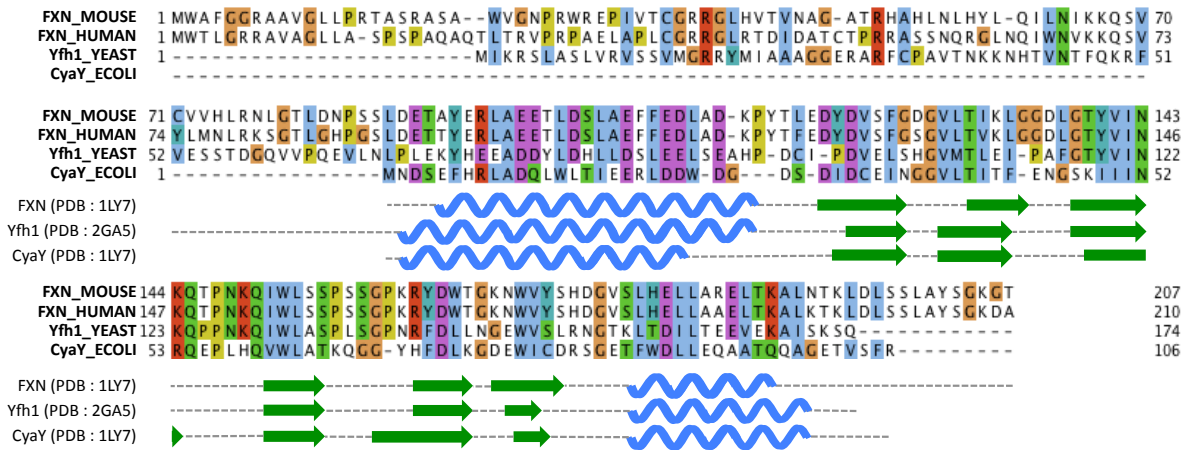 FXN_MOUSE 1 MWAFGGRAAVGLLPRTASRASA--WVGNPRWREPIVTCGRRGLHVTVNAG-ATRHAHLNLHYL-QILNIKKQSV 70
FXN_HUMAN 1 MWTLGRRAVAGLLA-SPSPAQAQTLTRVPRPAELAPLCGRRGLRTDIDATCTPRRASSNQRGLNQIWNVKKQSV 73
Yfh1_YEAST 1 -------------------------MIKRSLASLVRVSSVMGRRYMIAAAGGERARFCPAVTNKKNHTVNTFQKRF 51
CyaY_ECOLI --------------------------------------------------------------------------
FXN_MOUSE 71 CVVHLRNLGTLDNPSSLDETAYERLAEETLDSLAEFFEDLAD-KPYTLEDYDVSFGDGVLTIKLGGDLGTYVIN 143
FXN_HUMAN 74 YLMNLRKSGTLGHPGSLDETTYERLAEETLDSLAEFFEDLAD-KPYTFEDYDVSFGSGVLTVKLGGDLGTYVIN 146
Yfh1_YEAST 52 VESSTDGQVVPQEVLNLPLEKYHEEADDYLDHLLDSLEELSEAHPD-CI-PDVELSHGVMTLEI-PAFGTYVIN 122
CyaY_ECOLI 1 -----------------MNDSEFHRLADQLWLTIEERLDDW-DG---DS-DIDCEINGGVLTITF-ENGSKIIIN 52
FXN (PDB : 1LY7)
Yfh1 (PDB : 2GA5)
CyaY (PDB : 1LY7)
FXN_MOUSE 144 KQTPNKQIWLSSPSSGPKRYDWTGKNWVYSHDGVSLHELLARELTKALNTKLDLSSLAYSGKGT 207
FXN_HUMAN 147 KQTPNKQIWLSSPSSGPKRYDWTGKNWVYSHDGVSLHELLAAELTKALKTKLDLSSLAYSGKDA 210
Yfh1_YEAST 123 KQPPNKQIWLASPLSGPNRFDLLNGEWVSLRNGTKLTDILTEEVEKAISKSQ------------- 174
CyaY_ECOLI 53 RQEPLHQVWLATKQGG-YHFDLKGDEWICDRSGETFWDLLEQAATQQAGETVSFR---------- 106
FXN (PDB : 1LY7)
Yfh1 (PDB : 2GA5)
CyaY (PDB : 1LY7)